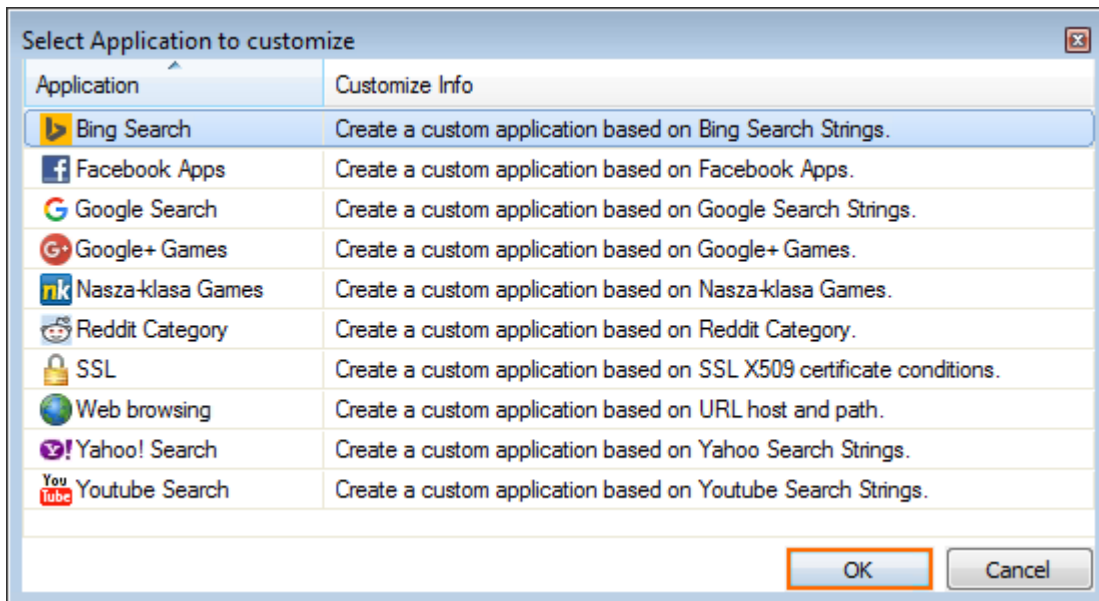 Select Application to customize
Application Customize Info
Bing Search Create a custom application based on Bing Search Strings.
Facebook Apps Create a custom application based on Facebook Apps.
Google Search Create a custom application based on Google Search Strings.
G+ Google+ Games Create a custom application based on Google+ Games.
nk Nasza-klasa Games Create a custom application based on Nasza-klasa Games.
Reddit Category Create a custom application based on Reddit Category.
SSL Create a custom application based on SSL X509 certificate conditions.
Web browsing Create a custom application based on URL host and path.
Y! Yahoo! Search Create a custom application based on Yahoo Search Strings.
You Tube Youtube Search Create a custom application based on Youtube Search Strings.
OK Cancel